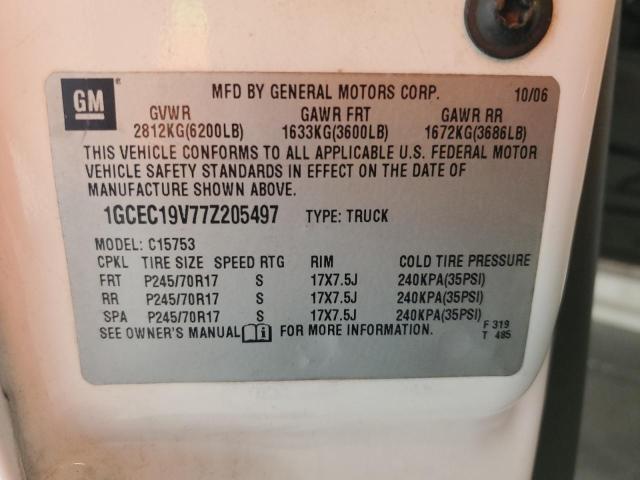 GM
MFD BY GENERAL MOTORS CORP. 10/06
GVWR GAWR FRT GAWR RR
2812KG(6200LB) 1633KG(3600LB) 1672KG(3686LB)
THIS VEHICLE CONFORMS TO ALL APPLICABLE U.S. FEDERAL MOTOR
VEHICLE SAFETY STANDARDS IN EFFECT ON THE DATE OF
MANUFACTURE SHOWN ABOVE.
1GCEC19V77Z205497 TYPE: TRUCK
MODEL: C15753
CPKL TIRE SIZE SPEED RTG RIM COLD TIRE PRESSURE
FRT P245/70R17 S 17X7.5J 240KPA(35PSI)
RR P245/70R17 S 17X7.5J 240KPA(35PSI)
SPA P245/70R17 S 17X7.5J 240KPA(35PSI)
SEE OWNER'S MANUAL FOR MORE INFORMATION.
F 319
T 485